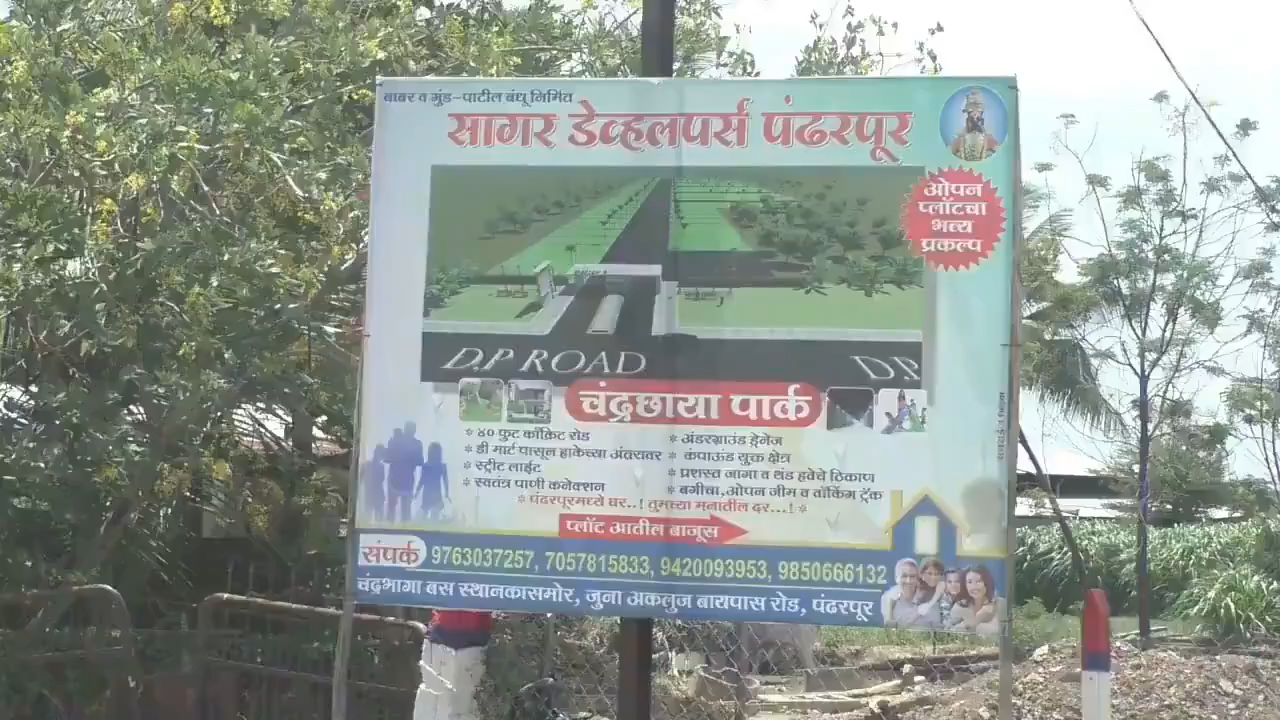 बाबर व मुंड-पाटील बंधू निर्मित
सागर डेव्हलपर्स पंढरपूर
ओपन
प्लॉटचा
भव्य
प्रकल्प
D.P ROAD
D.P
चंद्रछाया पार्क
* ४० फुट काँक्रिट रोड
* डी मार्ट पासून हाकेच्या अंतरावर
* स्ट्रीट लाईट
* स्वतंत्र पाणी कनेक्शन
* अंडरग्राउंड ड्रेनेज
* कंपाऊंड युक्त क्षेत्र
* प्रशस्त जागा व थंड हवेचे ठिकाण
* बगीचा,ओपन जीम व वॉकिंग ट्रॅक
* पंढरपूरमध्ये घर..! तुमच्या मनातील दर...! *
प्लॉट आतील बाजूस
संपर्क 9763037257, 7057815833, 9420093953, 9850666132
चंद्रभागा बस स्थानकासमोर, जुना अकलुज बायपास रोड, पंढरपूर